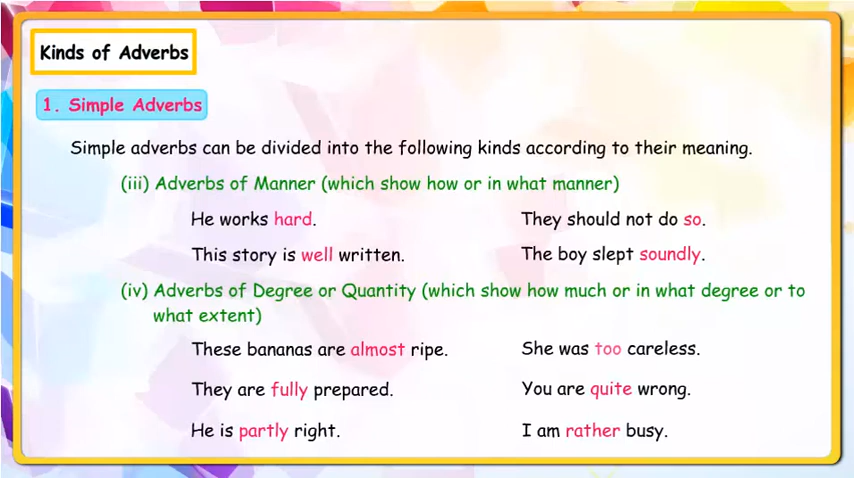 Kinds of Adverbs
1. Simple Adverbs
Simple adverbs can be divided into the following kinds according to their meaning.
(iii) Adverbs of Manner (which show how or in what manner)
He works hard. They should not do so.
This story is well written. The boy slept soundly.
(iv) Adverbs of Degree or Quantity (which show how much or in what degree or to
what extent)
These bananas are almost ripe. She was too careless.
They are fully prepared. You are quite wrong.
He is partly right. I am rather busy.